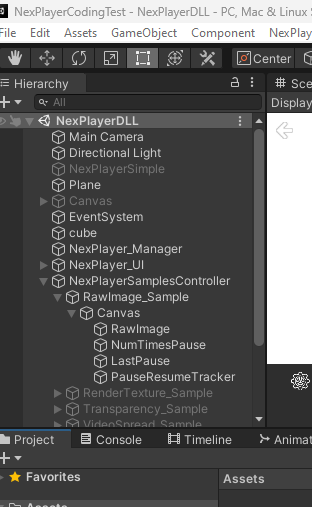 NexPlayerCodingTest - NexPlayerDLL - PC, Mac & Linux S
File Edit Assets GameObject Component NexPlay
Center
Hierarchy
Sce
All
Display
NexPlayerDLL
Main Camera
Directional Light
NexPlayerSimple
Plane
Canvas
EventSystem
cube
NexPlayer_Manager
NexPlayer_UI
NexPlayerSamplesController
RawImage_Sample
Canvas
RawImage
NumTimesPause
LastPause
PauseResumeTracker
RenderTexture_Sample
Transparency_Sample
VideoSpread_Sample
Project Console Timeline Animat
Favorites
Assets
Assets